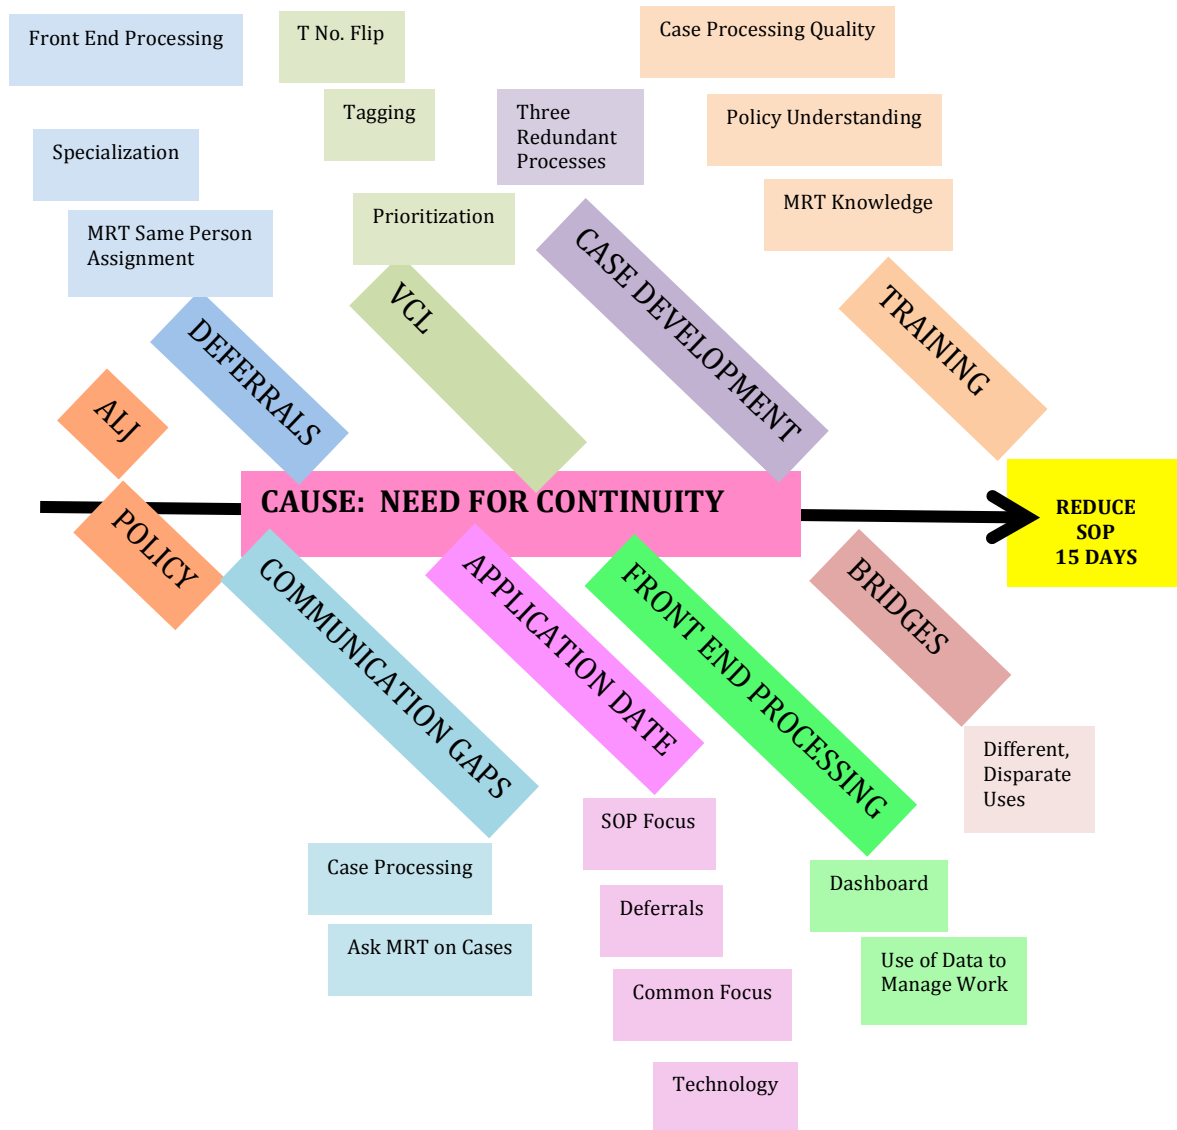 Front End Processing
T No. Flip
Case Processing Quality
Tagging
Three
Redundant
Processes
Policy Understanding
Specialization
MRT Knowledge
Prioritization
MRT Same Person
Assignment
DEFERRALS
VCL
CASE DEVELOPMENT
TRAINING
ALJ
CAUSE:  NEED FOR CONTINUITY
REDUCE
SOP
15 DAYS
POLICY
COMMUNICATION GAPS
APPLICATION DATE
FRONT END PROCESSING
BRIDGES
Different,
Disparate
Uses
SOP Focus
Case Processing
Dashboard
Deferrals
Ask MRT on Cases
Use of Data to
Manage Work
Common Focus
Technology